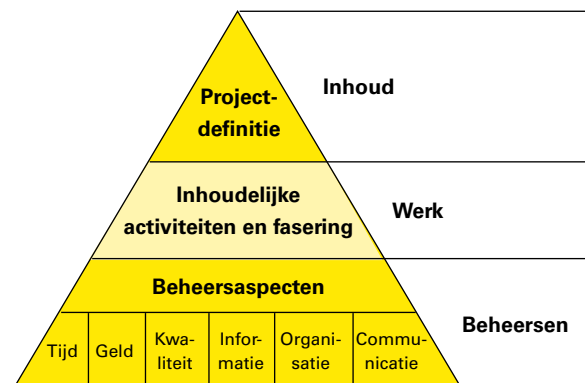 Project-
definitie
Inhoud
Inhoudelijke
activiteiten en fasering
Werk
Beheersaspecten
Beheersen
Tijd
Geld
Kwa-
liteit
Infor-
matie
Organi-
satie
Commu-
nicatie